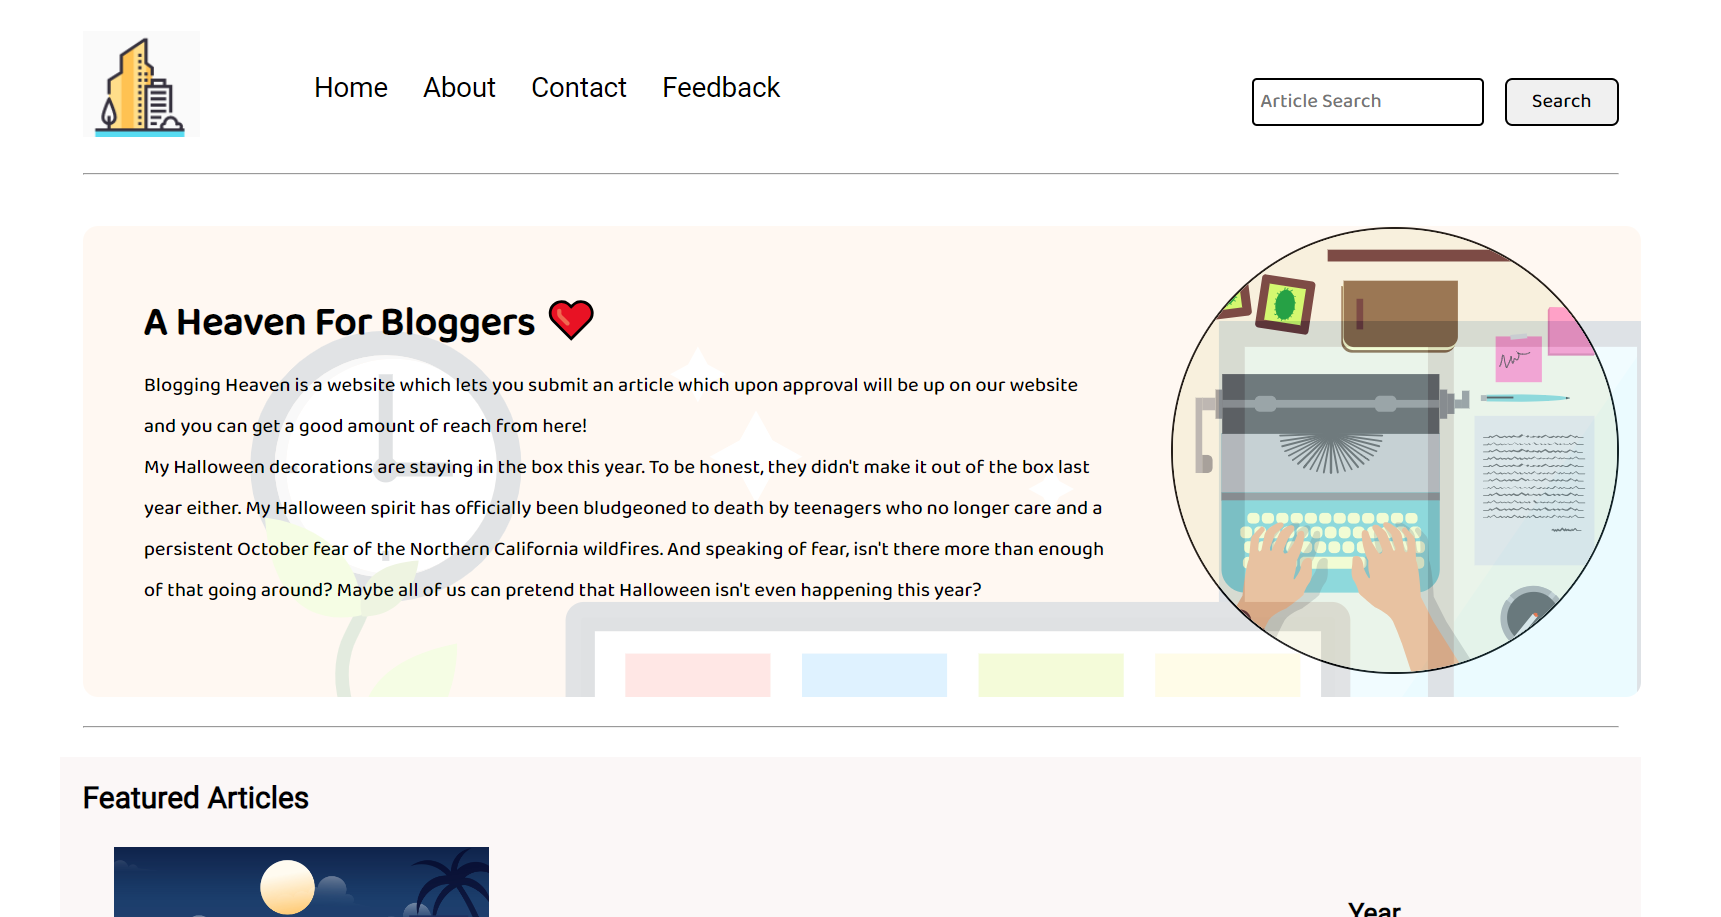 Home About Contact Feedback
Article Search Search
A Heaven For Bloggers
Blogging Heaven is a website which lets you submit an article which upon approval will be up on our website
and you can get a good amount of reach from here!
My Halloween decorations are staying in the box this year. To be honest, they didn't make it out of the box last
year either. My Halloween spirit has officially been bludgeoned to death by teenagers who no longer care and a
persistent October fear of the Northern California wildfires. And speaking of fear, isn't there more than enough
of that going around? Maybe all of us can pretend that Halloween isn't even happening this year?
Featured Articles
Year